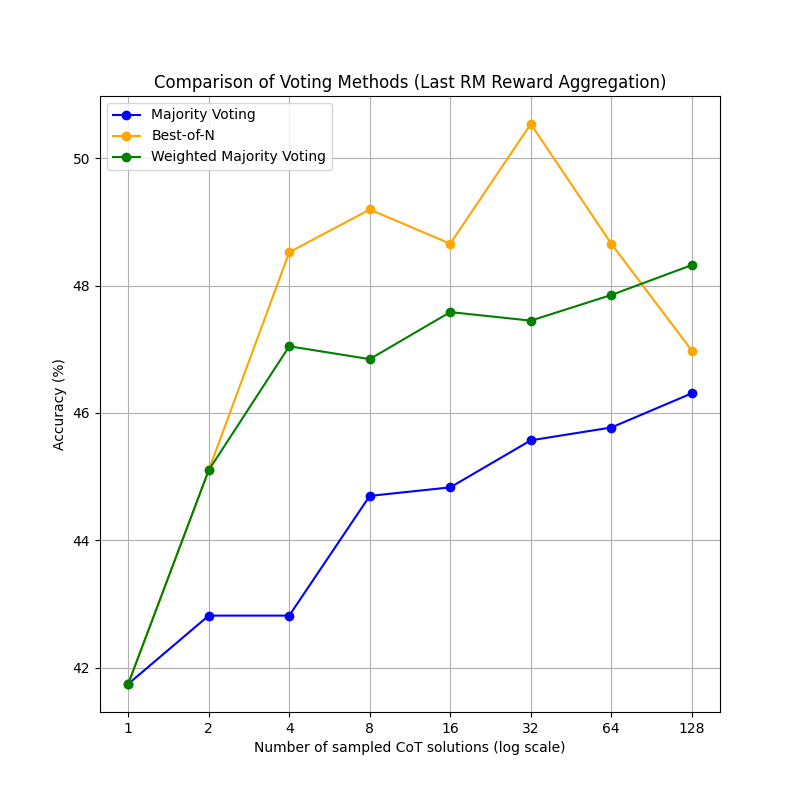 Comparison of Voting Methods (Last RM Reward Aggregation)
Majority Voting
Best-of-N
Weighted Majority Voting
50
48
46
44
42
Accuracy (%)
1 2 4 8 16 32 64 128
Number of sampled CoT solutions (log scale)